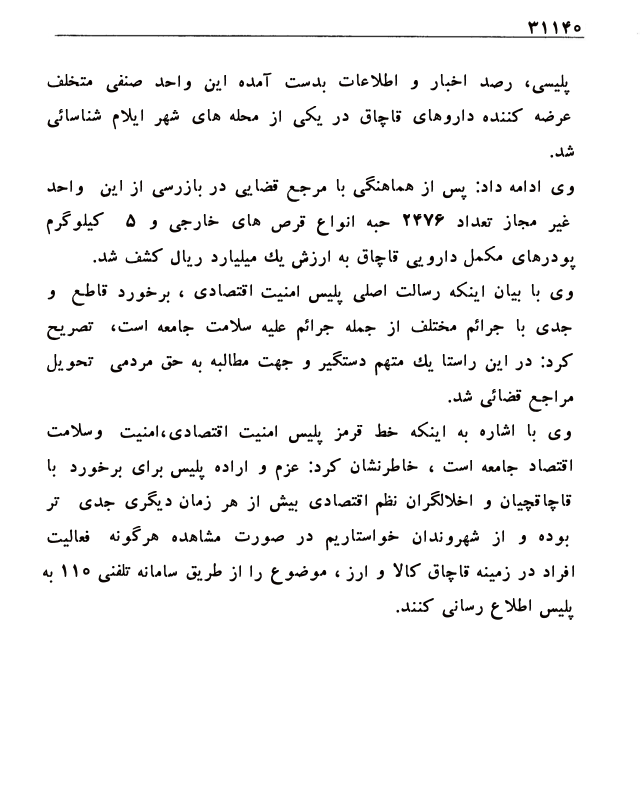 ۳۱۱۴۰
پلیسی، رصد اخبار و اطلاعات بدست آمده این واحد صنفی متخلف
عرضه کننده داروهای قاچاق در یکی از محله های شهر ایلام شناسائی
شد.
وی ادامه داد: پس از هماهنگی با مرجع قضایی در بازرسی از این واحد
غیر مجاز تعداد ۲۴۷۶ حبه انواع قرص های خارجی و ۵ کیلوگرم
پودرهای مکمل دارویی قاچاق به ارزش یك میلیارد ریال کشف شد.
وی با بیان اینکه رسالت اصلی پلیس امنیت اقتصادی ، برخورد قاطع و
جدی با جرائم مختلف از جمله جرائم علیه سلامت جامعه است، تصریح
کرد: در این راستا یك متهم دستگیر و جهت مطالبه به حق مردمی تحویل
مراجع قضائی شد.
وی با اشاره به اینکه خط قرمز پلیس امنیت اقتصادی،امنیت وسلامت
اقتصاد جامعه است ، خاطرنشان کرد: عزم و اراده پلیس برای برخورد با
قاچاقچیان و اخلالگران نظم اقتصادی بیش از هر زمان دیگری جدی تر
بوده و از شهروندان خواستاریم در صورت مشاهده هرگونه فعالیت
افراد در زمینه قاچاق کالا و ارز ، موضوع را از طریق سامانه تلفنی ۱۱۰ به
پلیس اطلاع رسانی کنند.